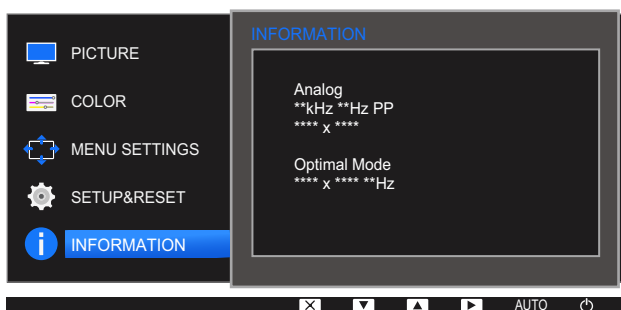 PICTURE
COLOR
MENU SETTINGS
SETUP&RESET
INFORMATION
INFORMATION
Analog
**kHz **Hz PP
**** x ****
Optimal Mode
**** x **** **Hz
AUTO